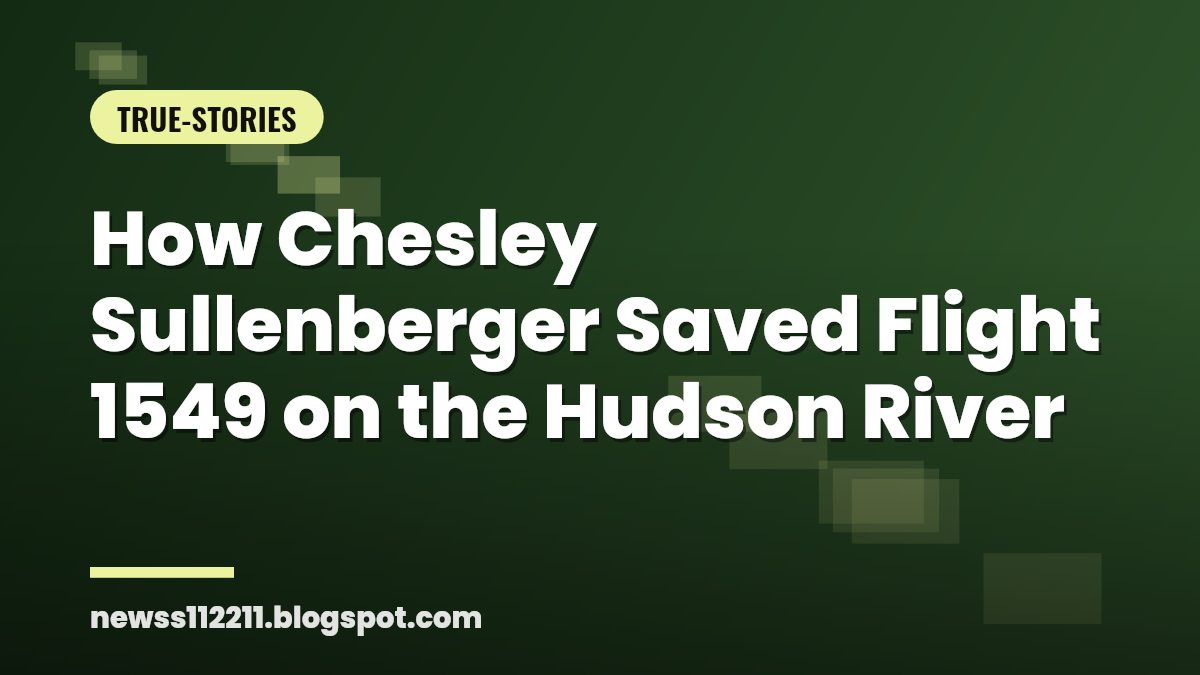 TRUE-STORIES
How Chesley
Sullenberger Saved Flight
1549 on the Hudson River
newss112211.blogspot.com